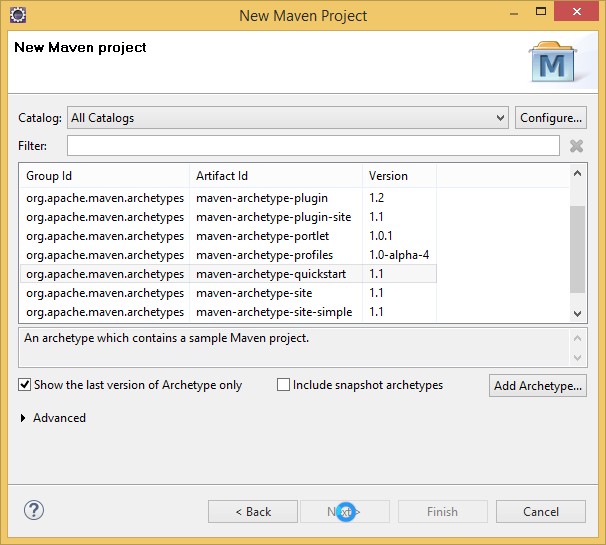 New Maven Project
New Maven project
M
Catalog: All Catalogs Configure...
Filter:
Group Id Artifact Id Version
org.apache.maven.archetypes maven-archetype-plugin 1.2
org.apache.maven.archetypes maven-archetype-plugin-site 1.1
org.apache.maven.archetypes maven-archetype-portlet 1.0.1
org.apache.maven.archetypes maven-archetype-profiles 1.0-alpha-4
org.apache.maven.archetypes maven-archetype-quickstart 1.1
org.apache.maven.archetypes maven-archetype-site 1.1
org.apache.maven.archetypes maven-archetype-site-simple 1.1
An archetype which contains a sample Maven project.
Show the last version of Archetype only Include snapshot archetypes Add Archetype...
Advanced
? < Back Next > Finish Cancel